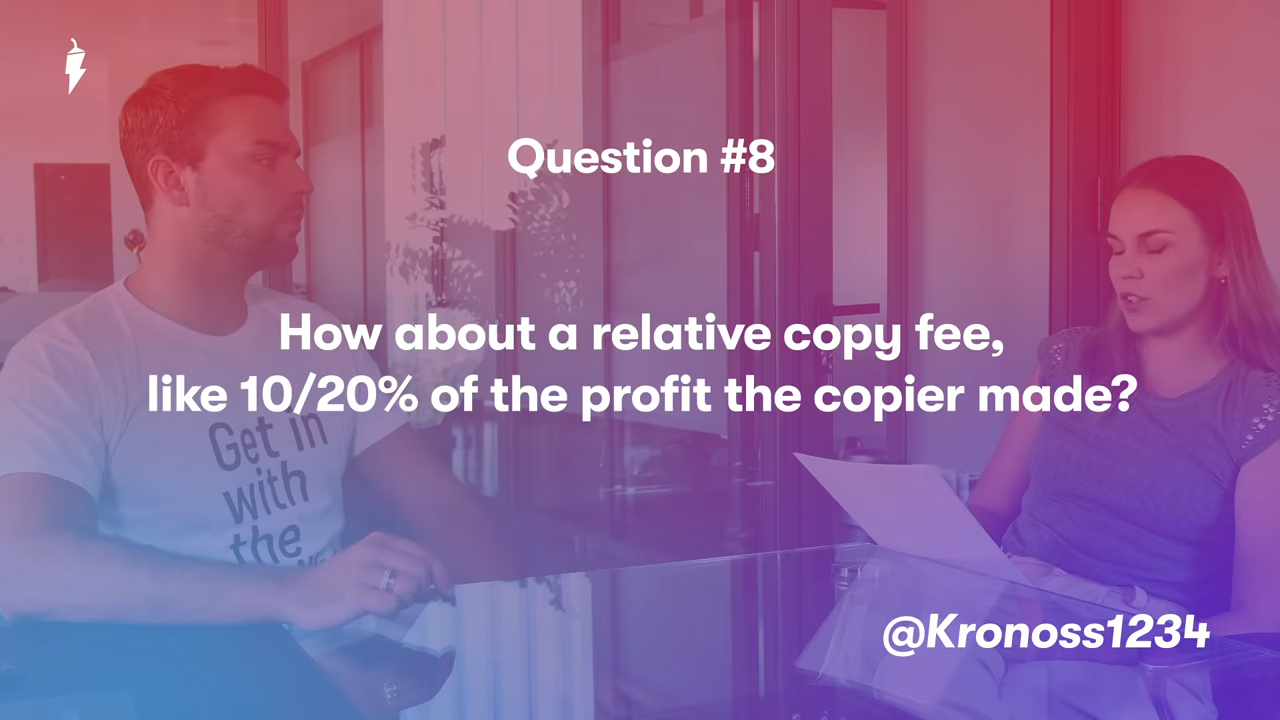 Question #8
How about a relative copy fee,
like 10/20% of the profit the copier made?
Get in
with
the
@Kronoss1234